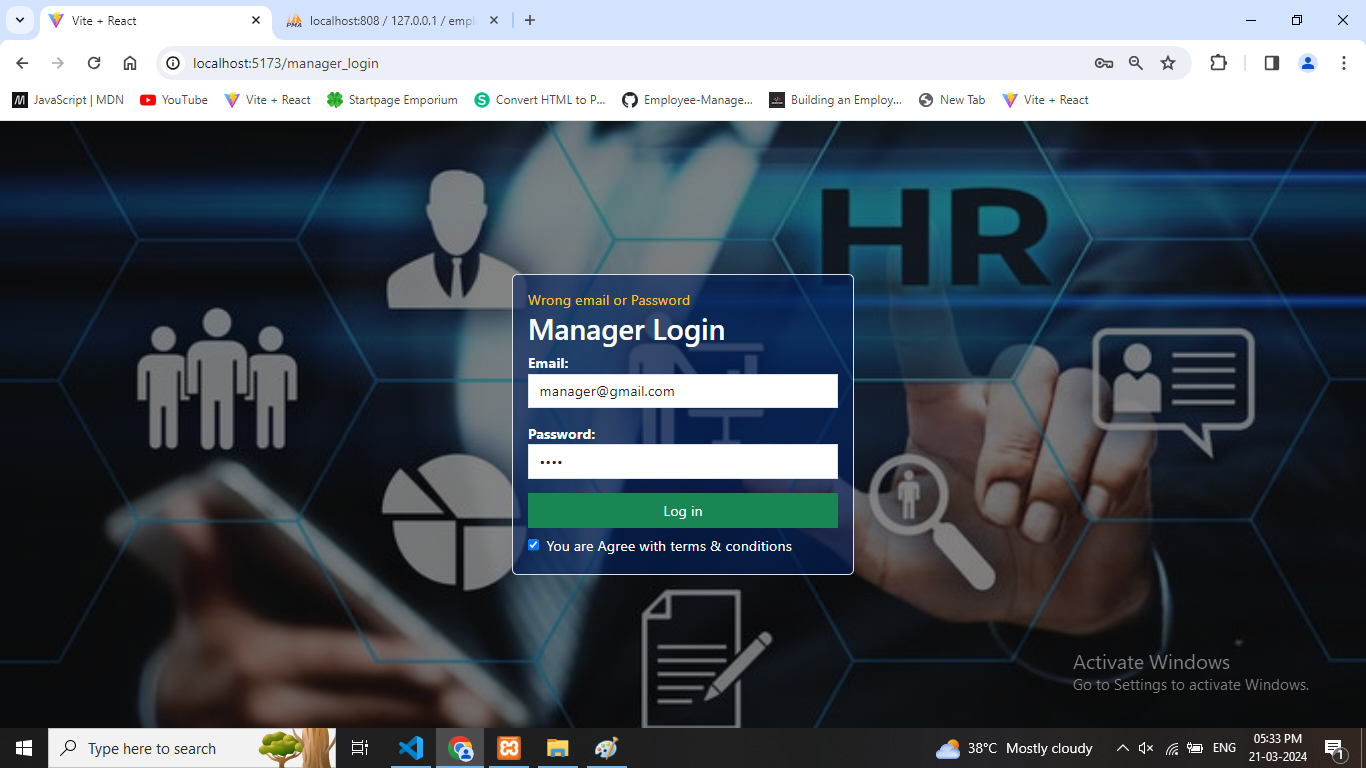 Vite + React
localhost:808 / 127.0.0.1 / empl
localhost:5173/manager_login
JavaScript | MDN
YouTube
Vite + React
Startpage Emporium
Convert HTML to P...
Employee-Manage...
Building an Employ...
New Tab
Vite + React
HR
Wrong email or Password
Manager Login
Email:
manager@gmail.com
Password:
••••
Log in
You are Agree with terms & conditions
Activate Windows
Go to Settings to activate Windows.
Type here to search
38°C Mostly cloudy
ENG
05:33 PM
21-03-2024
1